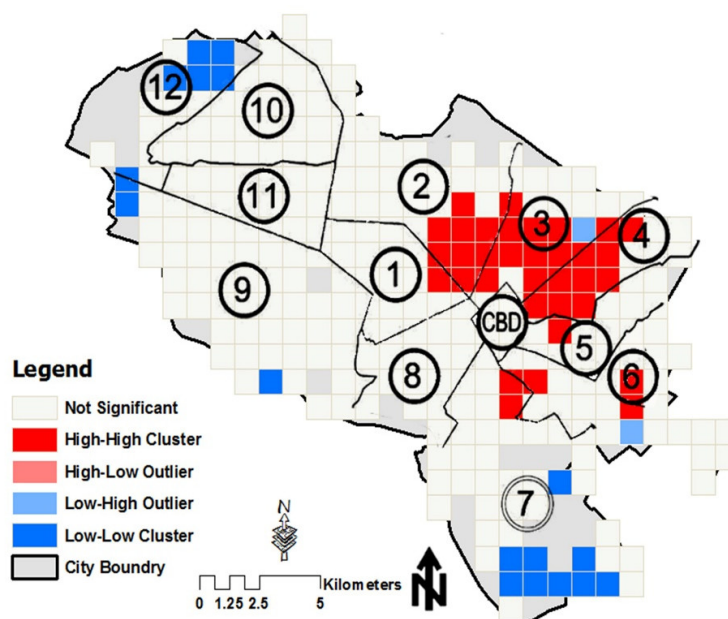 12
10
2
11
3
4
1
9
CBD
5
8
6
7
Legend
Not Significant
High-High Cluster
High-Low Outlier
Low-High Outlier
Low-Low Cluster
City Boundry
N
Kilometers
0 1.25 2.5 5
N